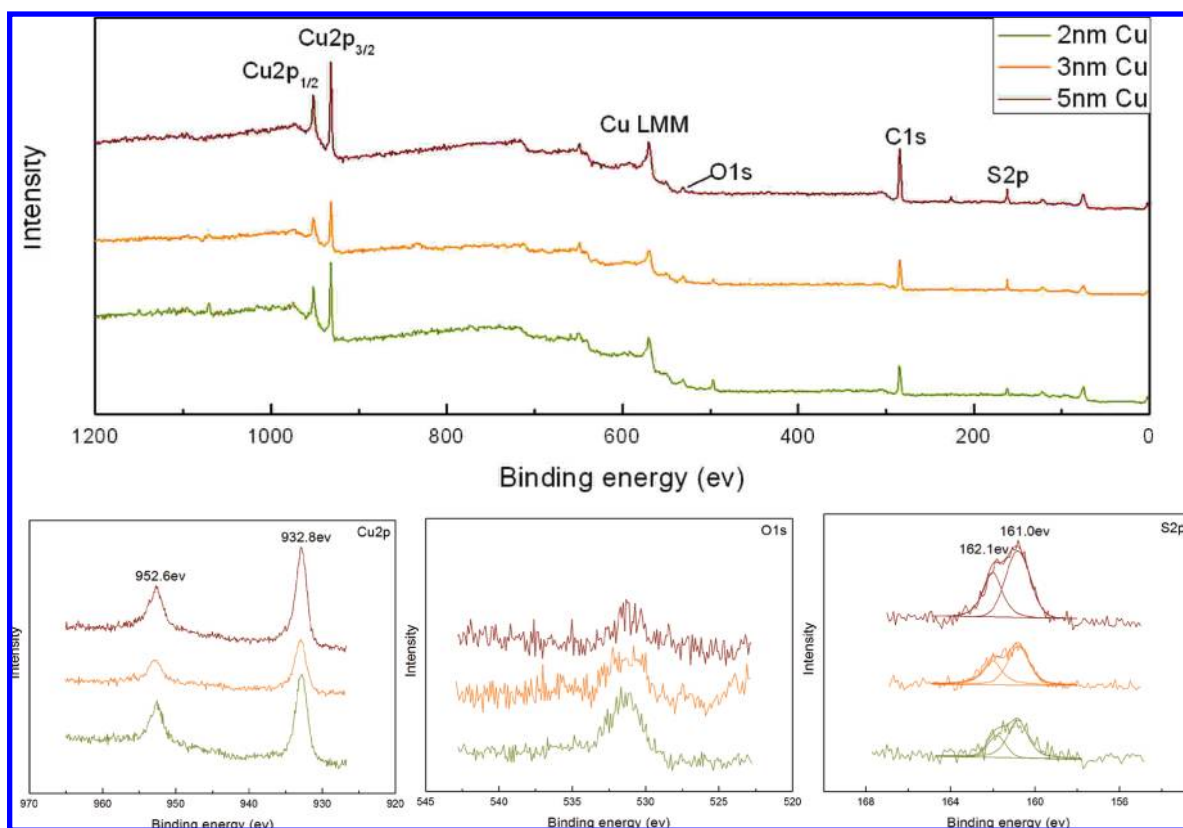 2nm Cu
3nm Cu
5nm Cu
Cu2p3/2
Cu2p1/2
Cu LMM
O1s
C1s
S2p
Intensity
1200 1000 800 600 400 200 0
Binding energy (ev)
Cu2p
932.8ev
952.6ev
Intensity
970 960 950 940 930 920
Binding energy (ev)
O1s
Intensity
545 540 535 530 525 520
Binding energy (ev)
S2p
161.0ev
162.1ev
Intensity
168 164 160 156
Binding energy (ev)